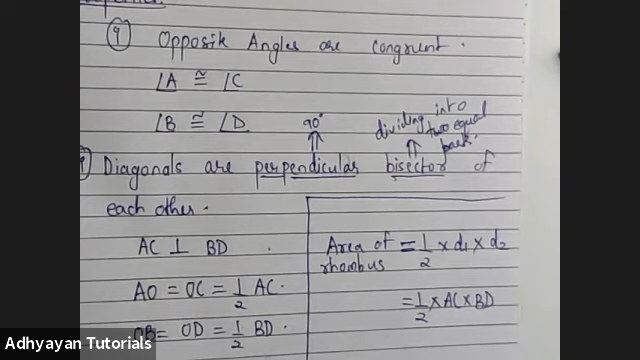 9 Opposite Angles are congruent.
∠A ≅ ∠C
∠B ≅ ∠D
90°
dividing into
two equal
parts.
Diagonals are perpendicular bisector of
each other.
AC ⊥ BD.
AO = OC = 1/2 AC.
OB = OD = 1/2 BD.
Area of = 1/2 × d1 × d2
rhombus
= 1/2 × AC × BD
Adhyayan Tutorials